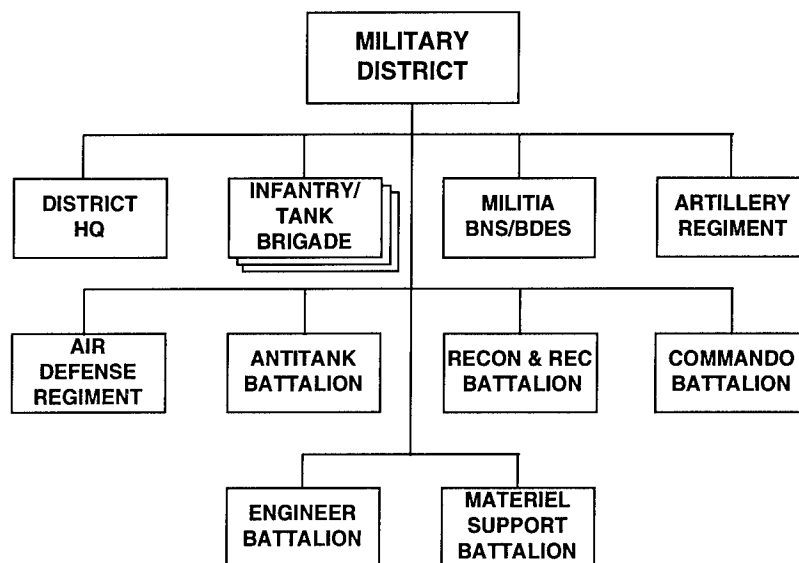 MILITARY
DISTRICT
DISTRICT
HQ
INFANTRY/
TANK
BRIGADE
MILITIA
BNS/BDES
ARTILLERY
REGIMENT
AIR
DEFENSE
REGIMENT
ANTITANK
BATTALION
RECON & REC
BATTALION
COMMANDO
BATTALION
ENGINEER
BATTALION
MATERIEL
SUPPORT
BATTALION